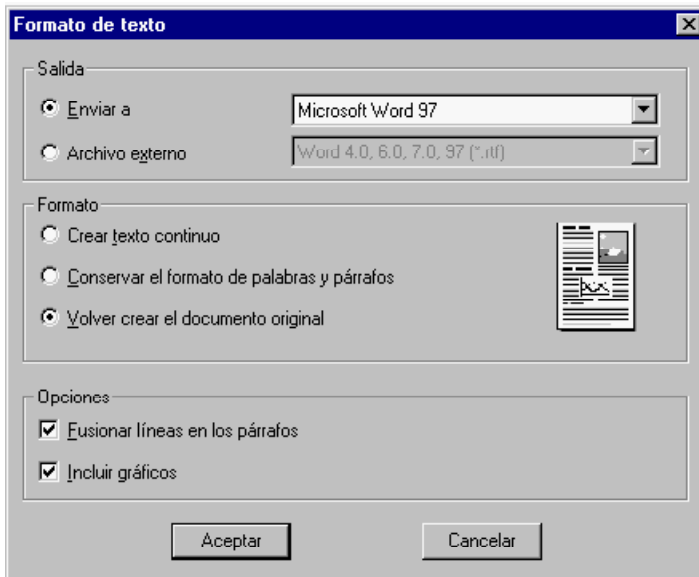 Formato de texto
Salida
Enviar a
Microsoft Word 97
Archivo externo
Word 4.0, 6.0, 7.0, 97 (*.rtf)
Formato
Crear texto continuo
Conservar el formato de palabras y párrafos
Volver crear el documento original
Opciones
Fusionar líneas en los párrafos
Incluir gráficos
Aceptar
Cancelar